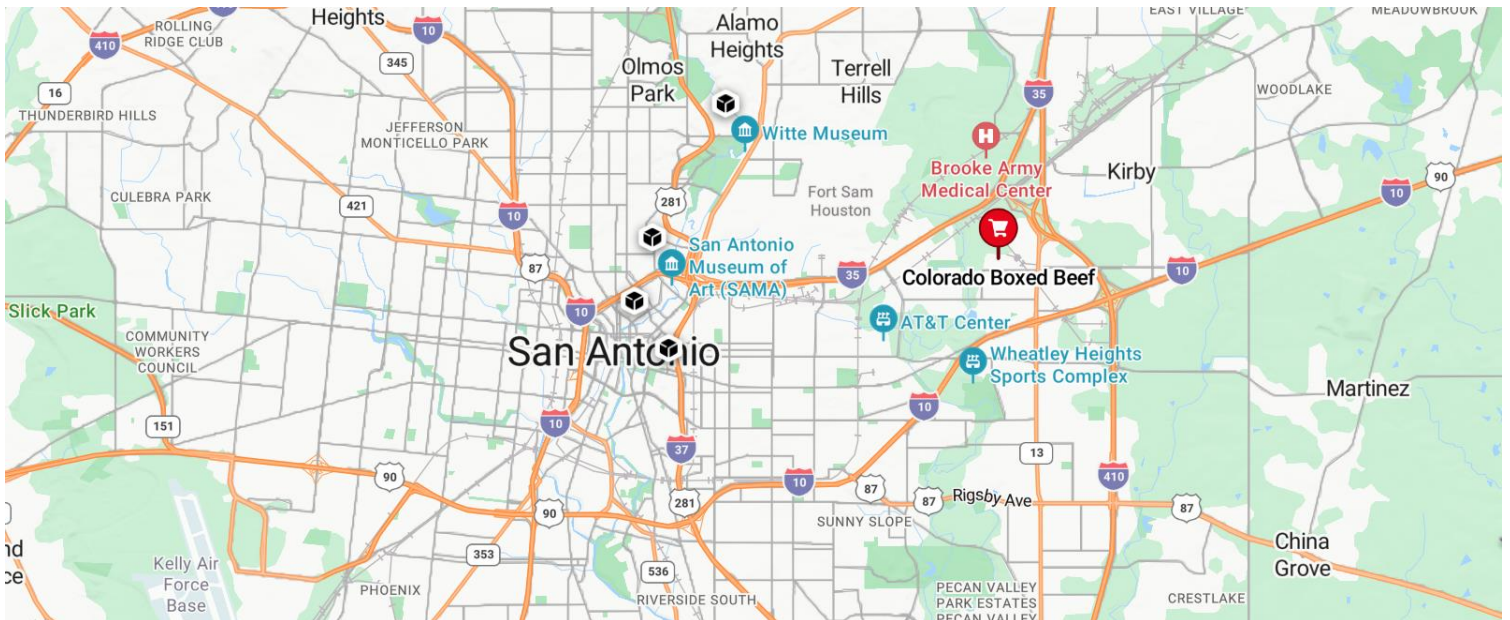 Heights
ROLLING
RIDGE CLUB
410
10
345
16
THUNDERBIRD HILLS
JEFFERSON
MONTICELLO PARK
CULEBRA PARK
421
10
Olmos
Park
Alamo
Heights
Terrell
Hills
Witte Museum
281
Fort Sam
Houston
35
Brooke Army
Medical Center
EAST VILLAGE
MEADOWBROOK
WOODLAKE
Kirby
10
90
87
San Antonio
Museum of
Art (SAMA)
35
Colorado Boxed Beef
10
Slick Park
COMMUNITY
WORKERS
COUNCIL
10
San Antonio
AT&T Center
Wheatley Heights
Sports Complex
Martinez
151
10
37
10
13
90
10
87
87
Rigsby Ave
410
87
90
281
SUNNY SLOPE
353
536
Kelly Air
Force
Base
PHOENIX
RIVERSIDE SOUTH
PECAN VALLEY
PARK ESTATES
CRESTLAKE
China
Grove